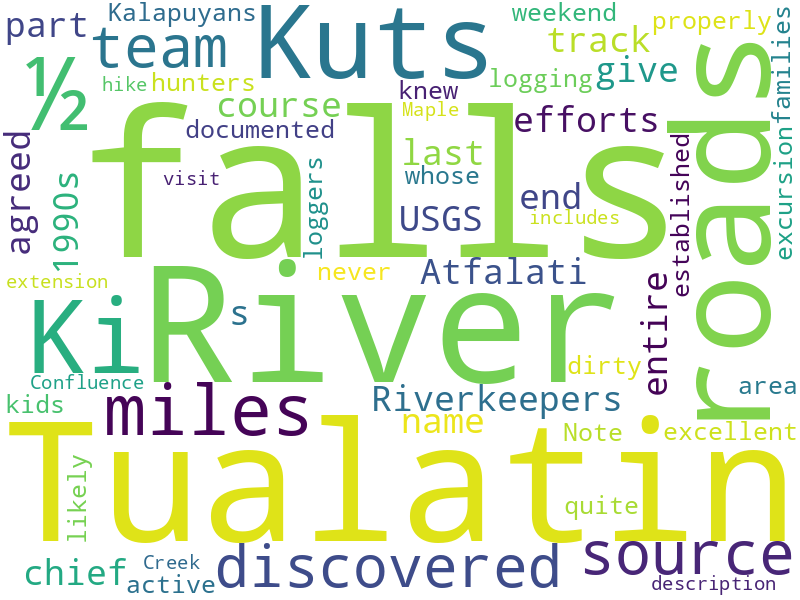 part Kalapuyans Kuts weekend properly
½ team track
hike hunters knew logging give
course Maple efforts
falls
documented
agreed last roads
visit whose end
1990s loggers USGS includes established excursion families
extension never Atfalati
Ki River s entire
Confluence dirty area
kids miles Riverkeepers
name Note excellent
Tualatin
likely quite
chief Creek discovered source
active description